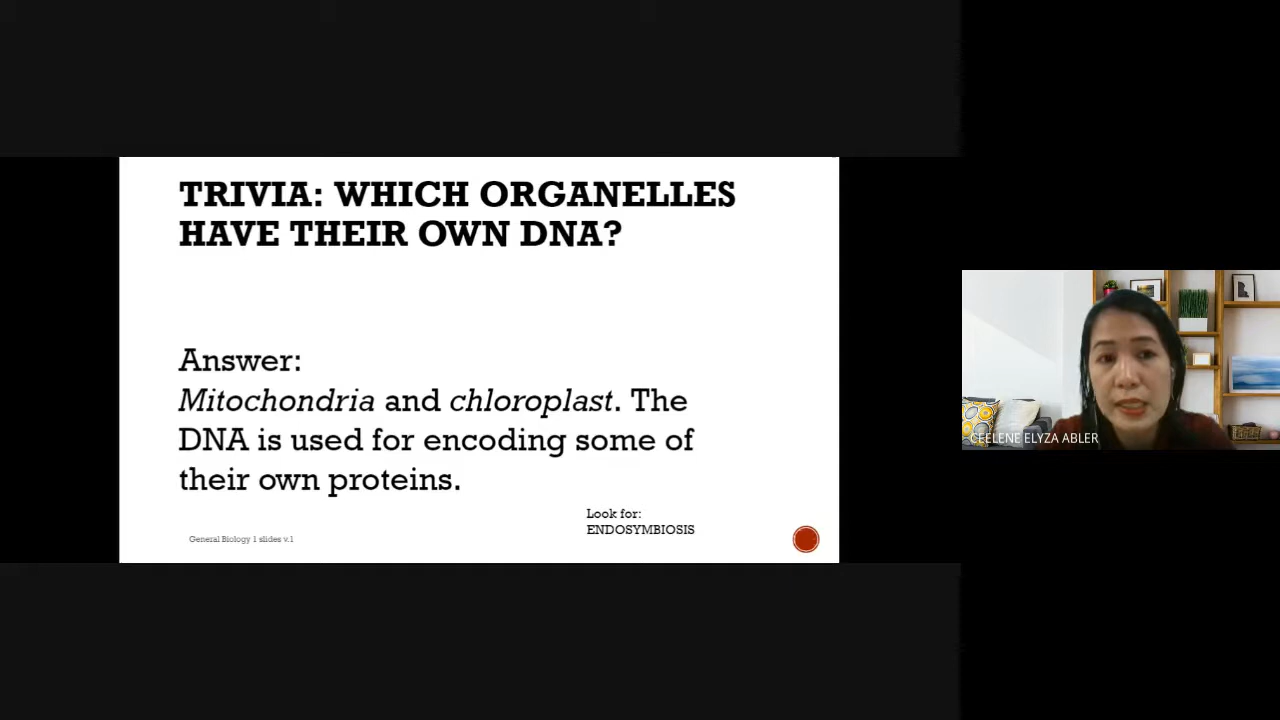 TRIVIA: WHICH ORGANELLES
HAVE THEIR OWN DNA?
Answer:
Mitochondria and chloroplast. The
DNA is used for encoding some of
their own proteins.
Look for:
ENDOSYMBIOSIS
General Biology 1 slides v.1
CEELENE ELYZA ABLER